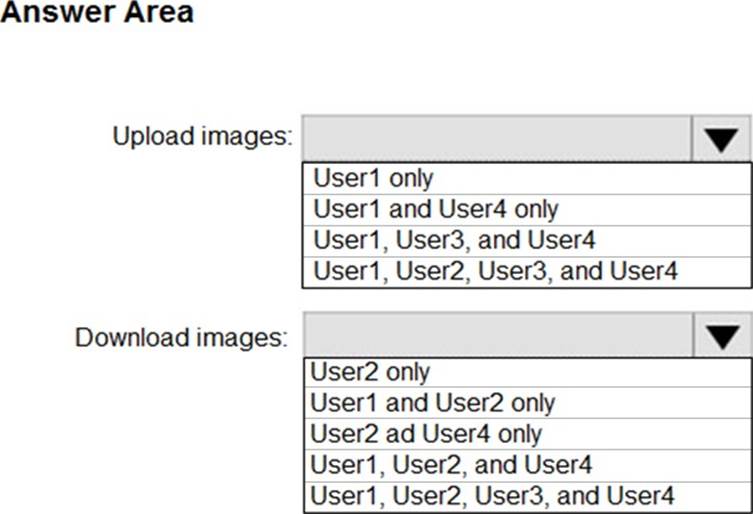 Answer Area
Upload images:
User1 only
User1 and User4 only
User1, User3, and User4
User1, User2, User3, and User4
Download images:
User2 only
User1 and User2 only
User2 ad User4 only
User1, User2, and User4
User1, User2, User3, and User4